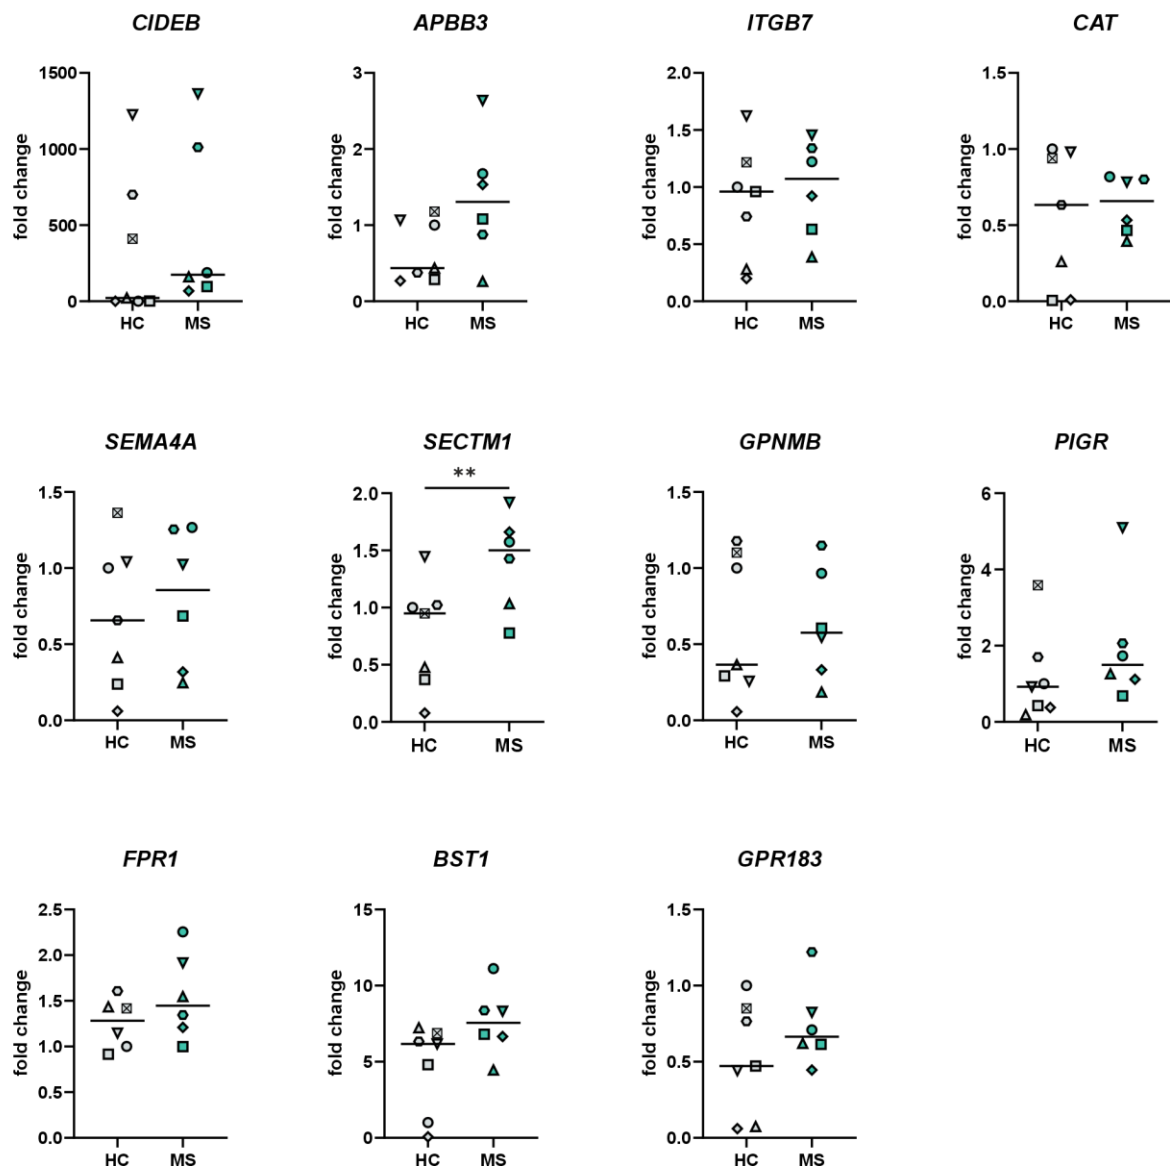 CIDEB
APBB3
ITGB7
CAT
fold change
1500
1000
500
0
HC
MS
fold change
3
2
1
0
HC
MS
fold change
2.0
1.5
1.0
0.5
0.0
HC
MS
fold change
1.5
1.0
0.5
0.0
HC
MS
SEMA4A
SECTM1
GPNMB
PIGR
fold change
1.5
1.0
0.5
0.0
HC
MS
**
fold change
2.0
1.5
1.0
0.5
0.0
HC
MS
fold change
1.5
1.0
0.5
0.0
HC
MS
fold change
6
4
2
0
HC
MS
FPR1
BST1
GPR183
fold change
2.5
2.0
1.5
1.0
0.5
0.0
HC
MS
fold change
15
10
5
0
HC
MS
fold change
1.5
1.0
0.5
0.0
HC
MS